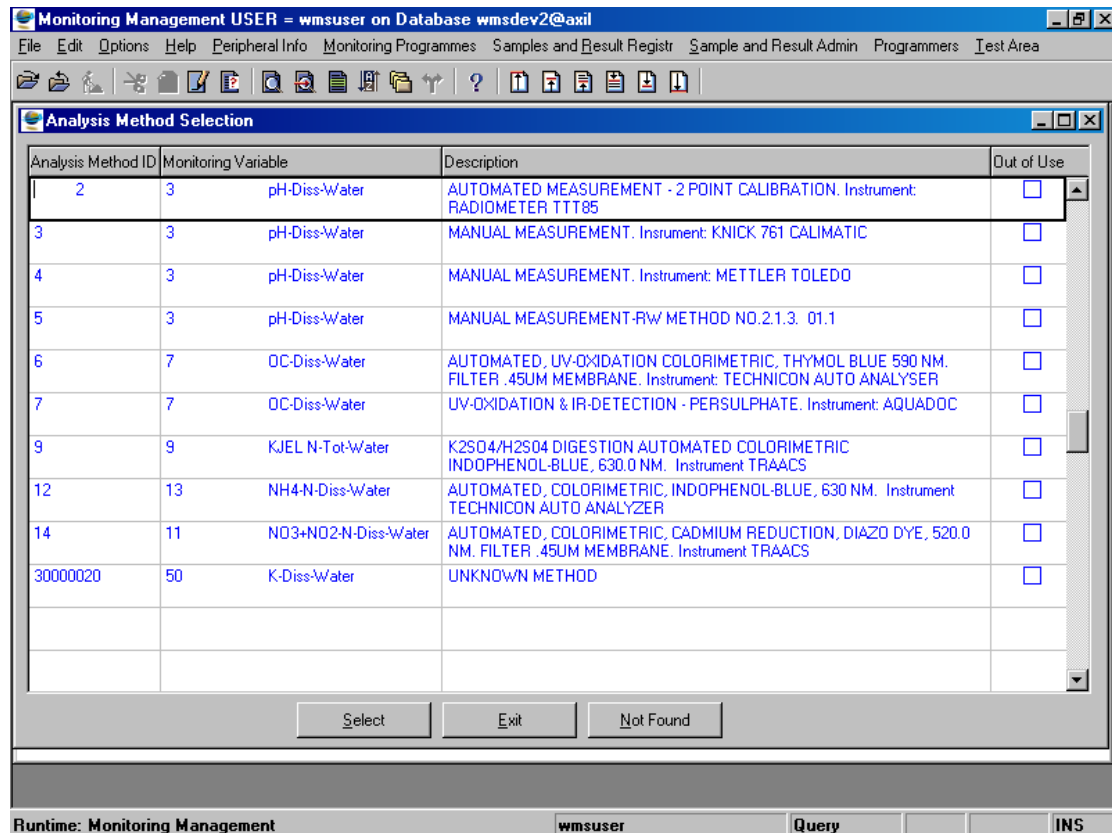 Monitoring Management USER = wmsuser on Database wmsdev2@axil
File Edit Options Help Peripheral Info Monitoring Programmes Samples and Result Registr Sample and Result Admin Programmers Test Area
Analysis Method Selection
Analysis Method ID Monitoring Variable Description Out of Use
2 3 pH-Diss-Water AUTOMATED MEASUREMENT - 2 POINT CALIBRATION. Instrument:
RADIOMETER TTT85
3 3 pH-Diss-Water MANUAL MEASUREMENT. Insrument: KNICK 761 CALIMATIC
4 3 pH-Diss-Water MANUAL MEASUREMENT. Instrument: METTLER TOLEDO
5 3 pH-Diss-Water MANUAL MEASUREMENT-RW METHOD NO.2.1.3. 01.1
6 7 OC-Diss-Water AUTOMATED, UV-OXIDATION COLORIMETRIC, THYMOL BLUE 590 NM.
FILTER .45UM MEMBRANE. Instrument: TECHNICON AUTO ANALYSER
7 7 OC-Diss-Water UV-OXIDATION & IR-DETECTION - PERSULPHATE. Instrument: AQUADOC
9 9 KJEL N-Tot-Water K2SO4/H2SO4 DIGESTION AUTOMATED COLORIMETRIC
INDOPHENOL-BLUE, 630.0 NM. Instrument TRAACS
12 13 NH4-N-Diss-Water AUTOMATED, COLORIMETRIC, INDOPHENOL-BLUE, 630 NM. Instrument
TECHNICON AUTO ANALYZER
14 11 NO3+NO2-N-Diss-Water AUTOMATED, COLORIMETRIC, CADMIUM REDUCTION, DIAZO DYE, 520.0
NM. FILTER .45UM MEMBRANE. Instrument TRAACS
30000020 50 K-Diss-Water UNKNOWN METHOD
Select Exit Not Found
Runtime: Monitoring Management wmsuser Query INS